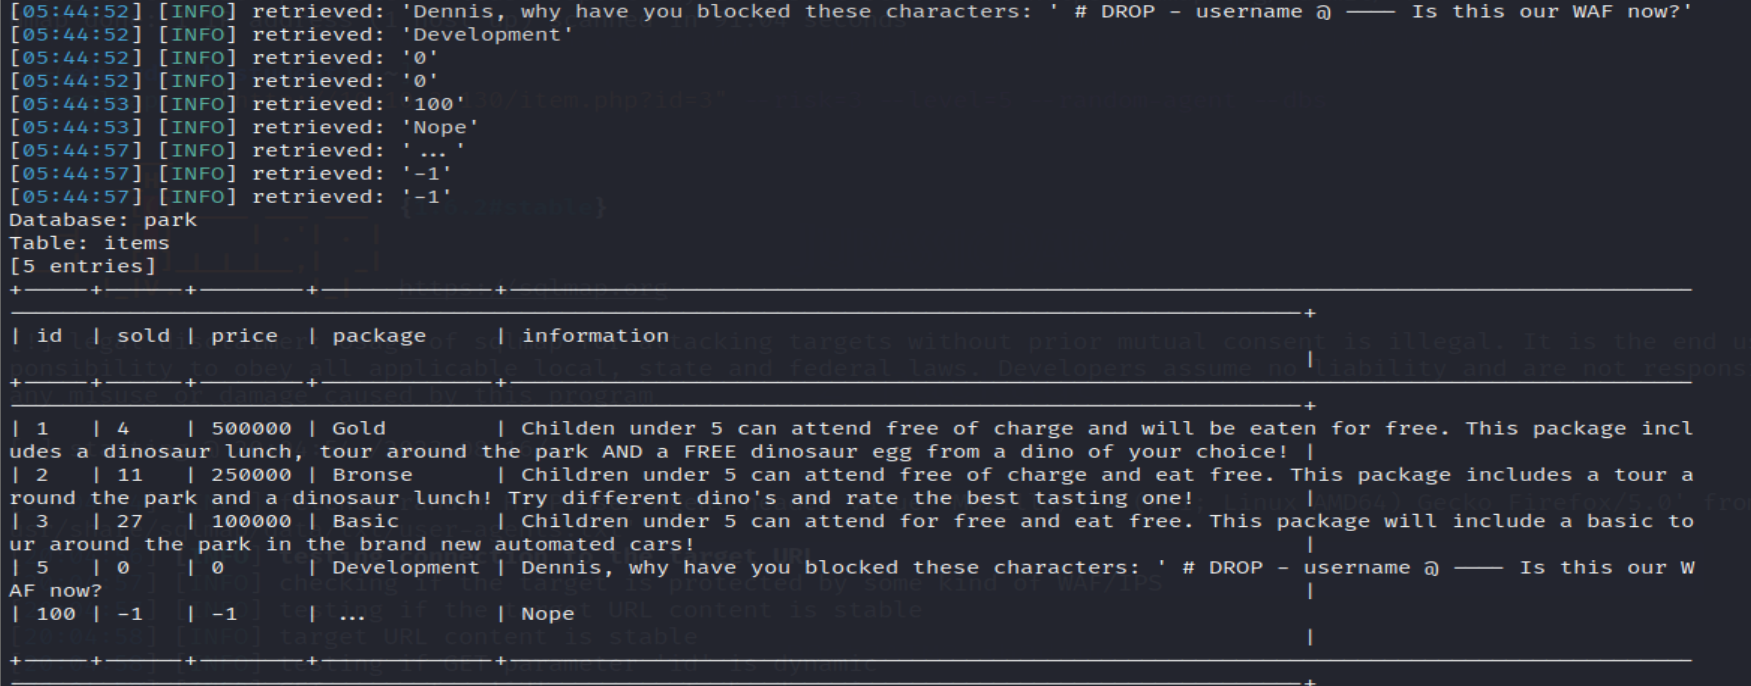 [05:44:52] [INFO] retrieved: 'Dennis, why have you blocked these characters: ' # DROP - username @ ---- Is this our WAF now?'
[05:44:52] [INFO] retrieved: 'Development'
[05:44:52] [INFO] retrieved: '0'
[05:44:52] [INFO] retrieved: '0'
[05:44:53] [INFO] retrieved: '100'
[05:44:53] [INFO] retrieved: 'Nope'
[05:44:57] [INFO] retrieved: '...'
[05:44:57] [INFO] retrieved: '-1'
[05:44:57] [INFO] retrieved: '-1'
Database: park
Table: items
[5 entries]
| id | sold | price | package | information |
| 1 | 4 | 500000 | Gold | Childen under 5 can attend free of charge and will be eaten for free. This package incl
udes a dinosaur lunch, tour around the park AND a FREE dinosaur egg from a dino of your choice! |
| 2 | 11 | 250000 | Bronse | Children under 5 can attend free of charge and eat free. This package includes a tour a
round the park and a dinosaur lunch! Try different dino's and rate the best tasting one! |
| 3 | 27 | 100000 | Basic | Children under 5 can attend for free and eat free. This package will include a basic to
ur around the park in the brand new automated cars! |
| 5 | 0 | 0 | Development | Dennis, why have you blocked these characters: ' # DROP - username @ ---- Is this our W
AF now? |
| 100 | -1 | -1 | ... | Nope |